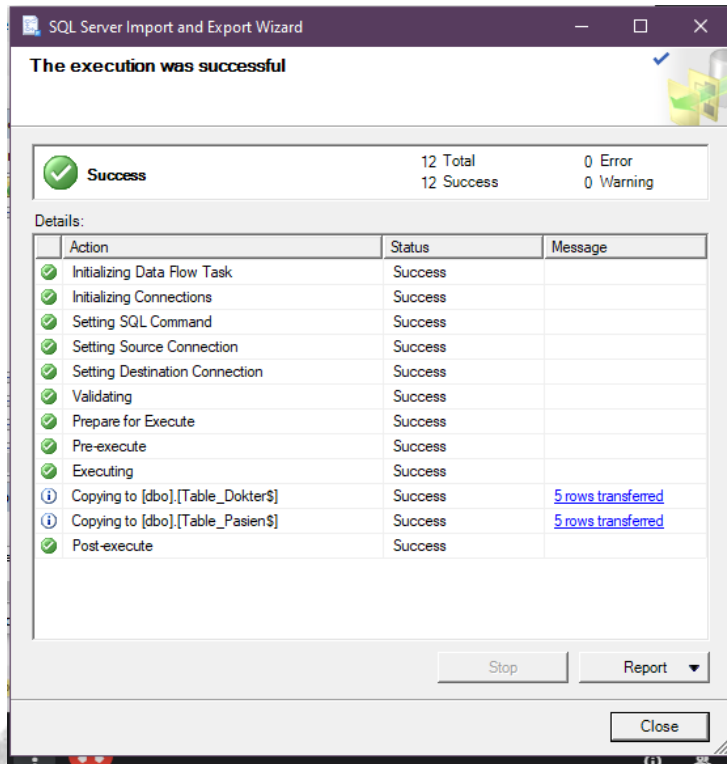 SQL Server Import and Export Wizard
The execution was successful
Success 12 Total 0 Error
12 Success 0 Warning
Details:
Action Status Message
Initializing Data Flow Task Success
Initializing Connections Success
Setting SQL Command Success
Setting Source Connection Success
Setting Destination Connection Success
Validating Success
Prepare for Execute Success
Pre-execute Success
Executing Success
Copying to [dbo].[Table_Dokter$] Success 5 rows transferred
Copying to [dbo].[Table_Pasien$] Success 5 rows transferred
Post-execute Success
Stop Report
Close